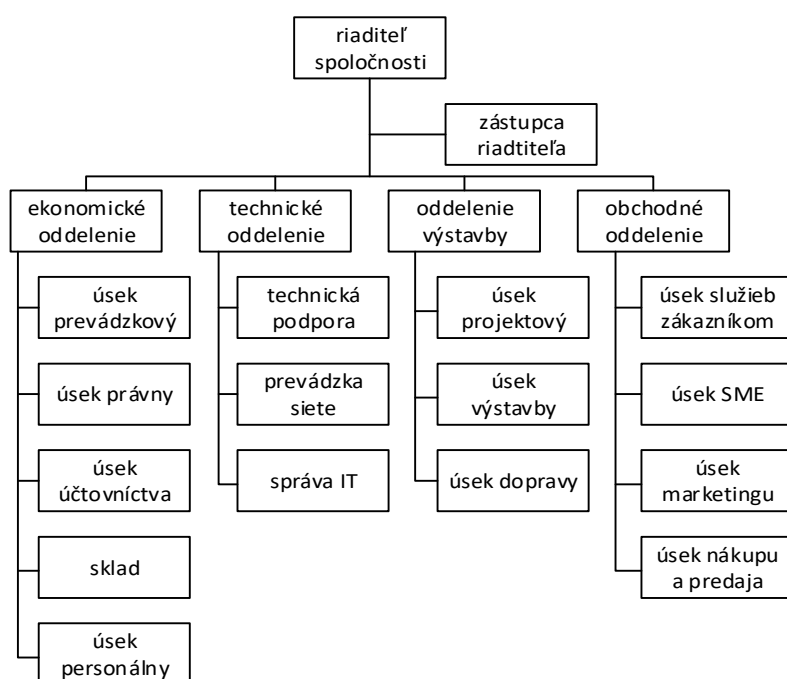 riaditeľ
spoločnosti
zástupca
riadtiteľa
ekonomické
oddelenie
technické
oddelenie
oddelenie
výstavby
obchodné
oddelenie
úsek
prevádzkový
technická
podpora
úsek
projektový
úsek služieb
zákazníkom
úsek právny
prevádzka
siete
úsek
výstavby
úsek SME
úsek
účtovníctva
správa IT
úsek dopravy
úsek
marketingu
sklad
úsek nákupu
a predaja
úsek
personálny